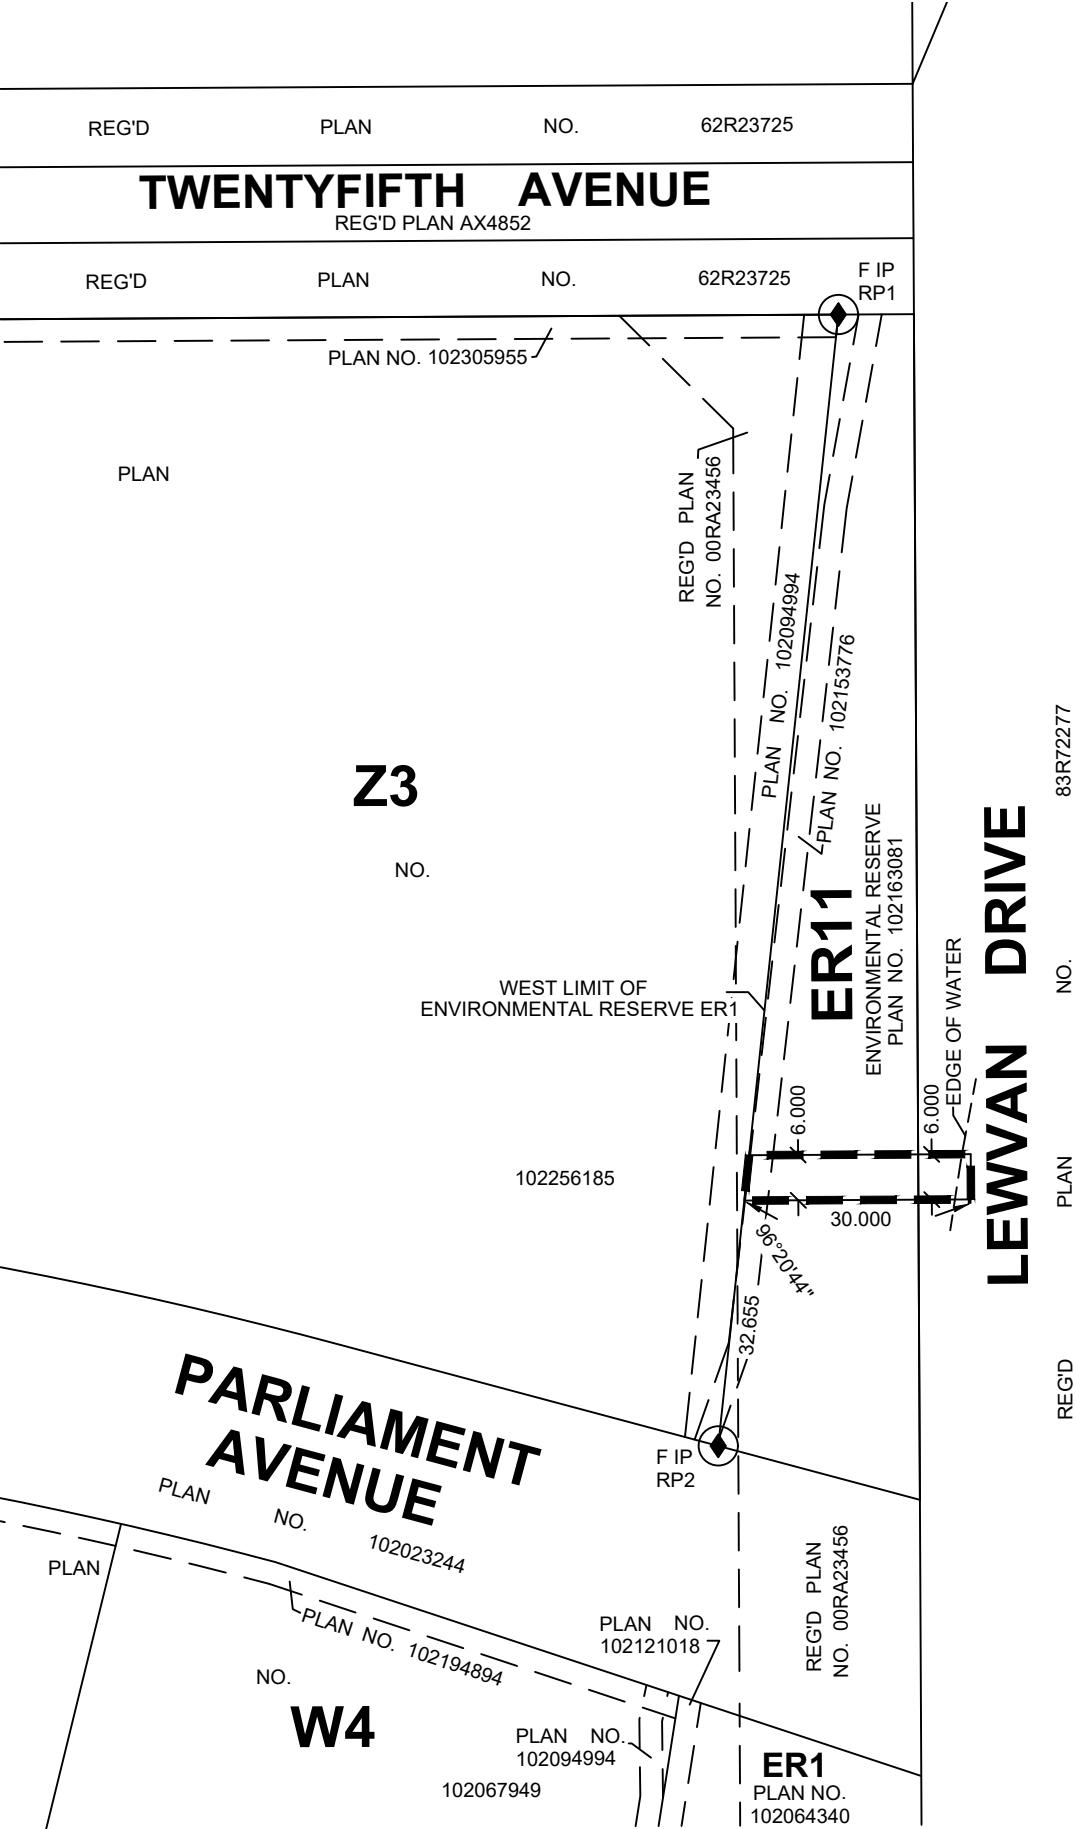 REG'D PLAN NO. 62R23725
TWENTYFIFTH AVENUE
REG'D PLAN AX4852
REG'D PLAN NO. 62R23725
F IP
RP1
PLAN NO. 102305955
PLAN
REG'D PLAN
NO. 00RA23456
PLAN NO. 102094994
PLAN NO. 102153776
Z3
NO.
ER11
ENVIRONMENTAL RESERVE
PLAN NO. 102163081
WEST LIMIT OF
ENVIRONMENTAL RESERVE ER1
EDGE OF WATER
LEWVAN DRIVE
REG'D PLAN NO. 83R72277
6.000
6.000
102256185
30.000
96°20'44"
32.655
PARLIAMENT
AVENUE
PLAN NO. 102023244
F IP
RP2
REG'D PLAN
NO. 00RA23456
PLAN
PLAN NO. 102194894
PLAN NO.
102121018
NO.
W4
PLAN NO.
102094994
102067949
ER1
PLAN NO.
102064340